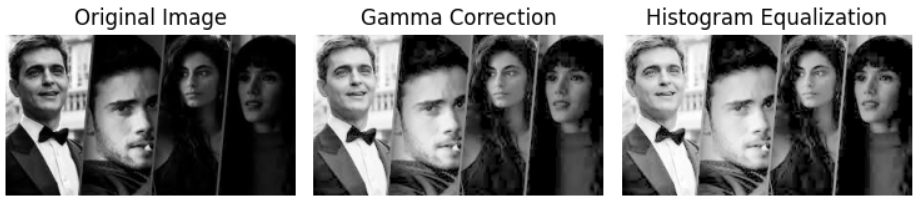 Original Image
Gamma Correction
Histogram Equalization